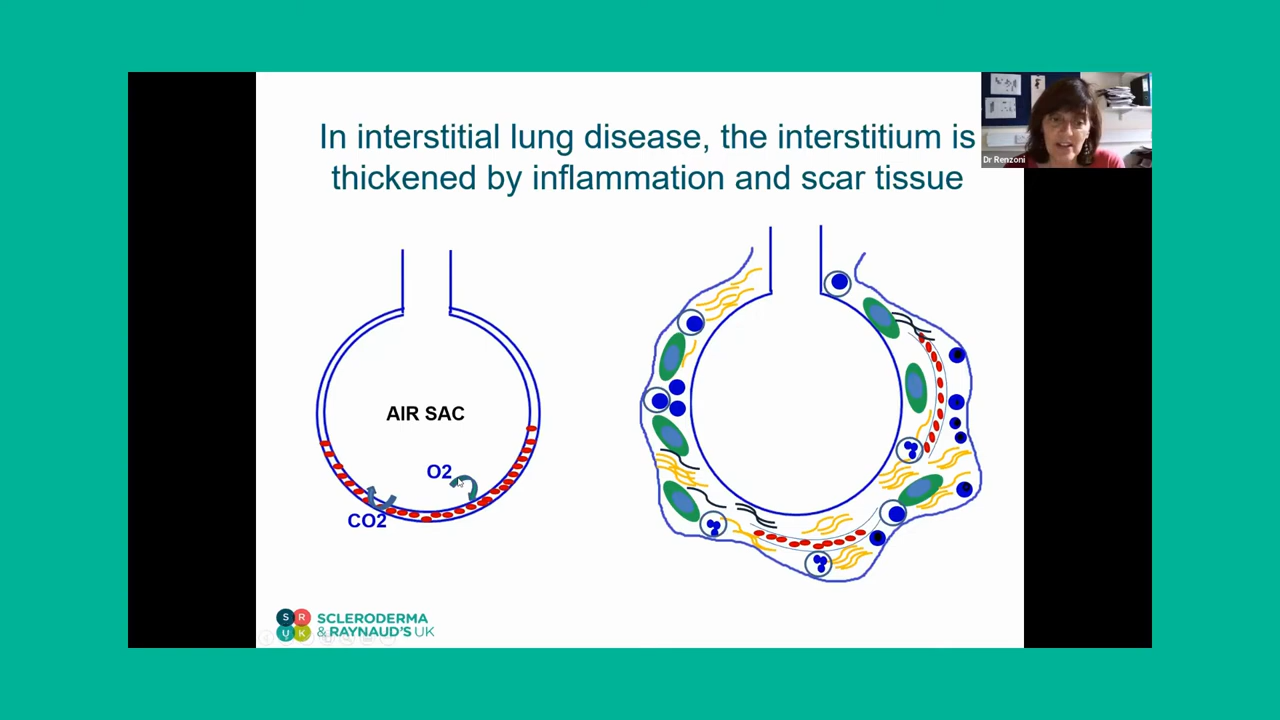 In interstitial lung disease, the interstitium is
thickened by inflammation and scar tissue
Dr Renzoni
AIR SAC
O2
CO2
S R
U K
SCLERODERMA
& RAYNAUD'S UK